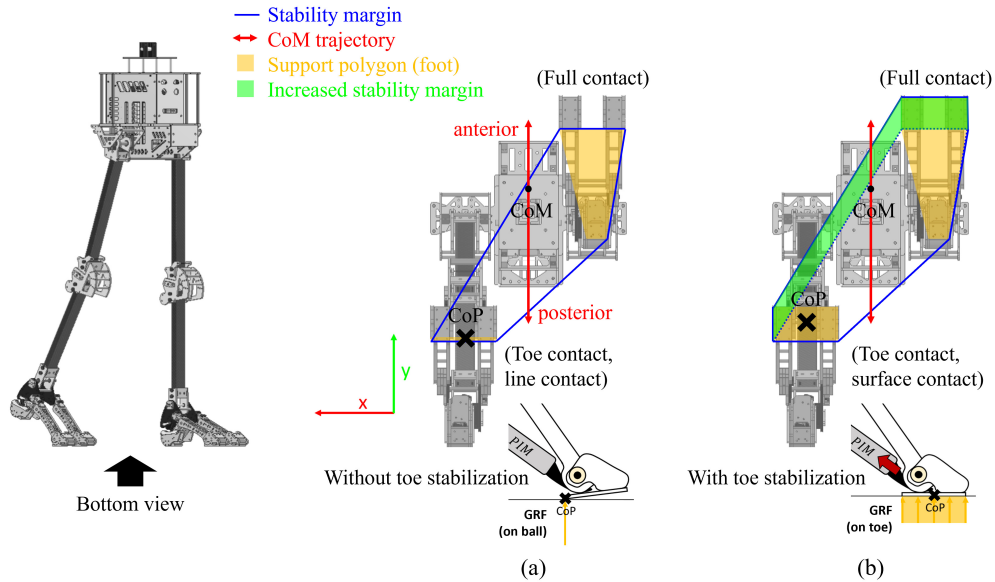 Stability margin
CoM trajectory
Support polygon (foot)
Increased stability margin
(Full contact)
anterior
CoM
CoP
posterior
(Toe contact,
line contact)
y
x
Bottom view
Without toe stabilization
PIM
CoP
GRF
(on ball)
(a)
(Full contact)
CoM
CoP
(Toe contact,
surface contact)
With toe stabilization
PIM
CoP
GRF
(on toe)
(b)